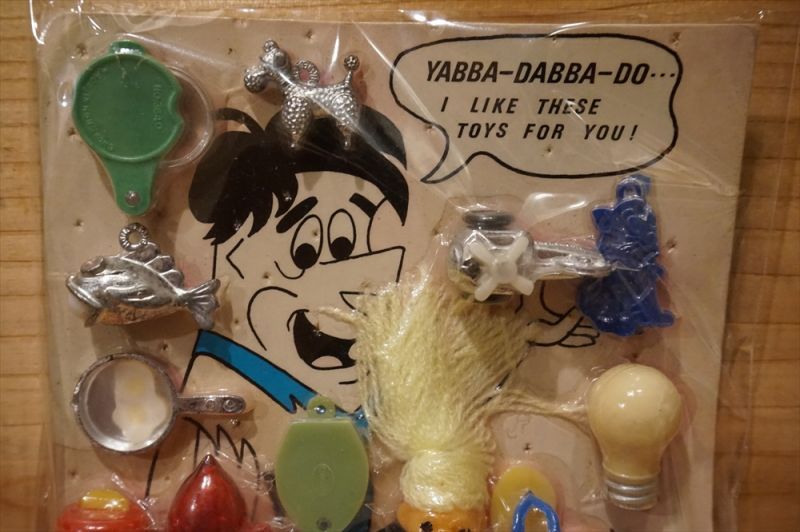 YABBA-DABBA-DO...
I LIKE THESE
TOYS FOR YOU!